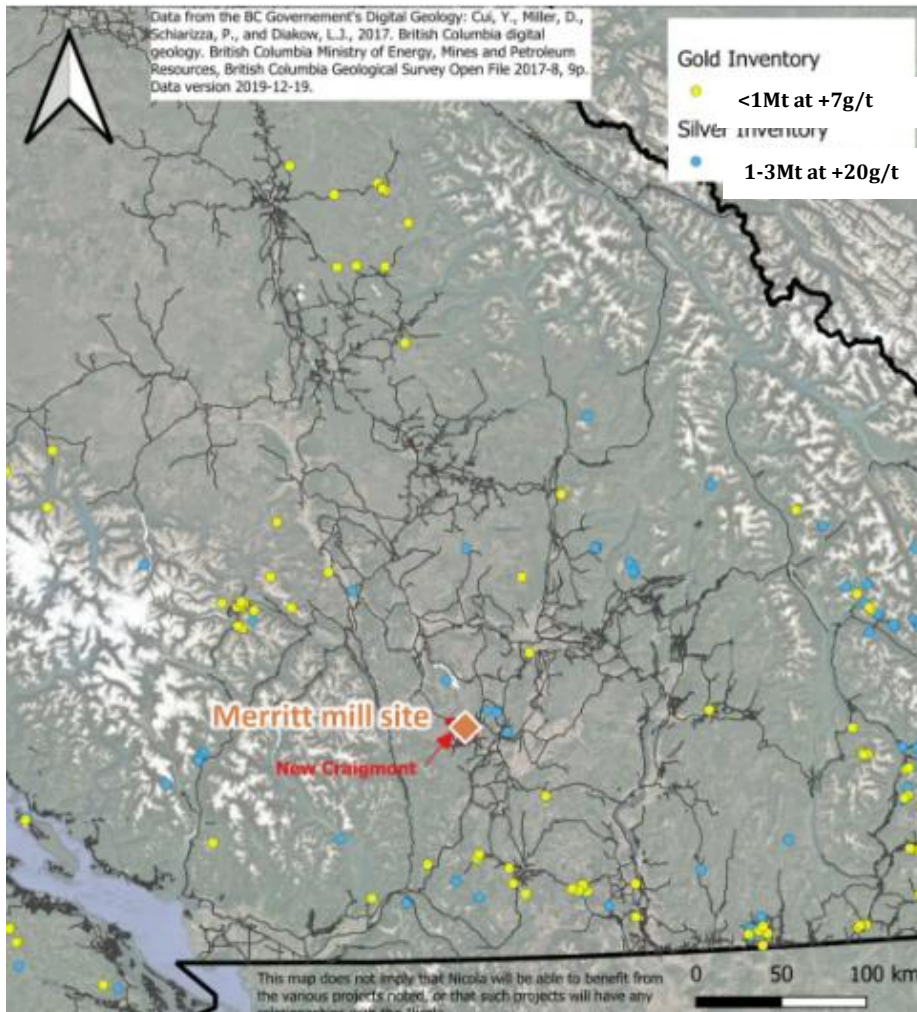 Data from the BC Governement's Digital Geology: Cui, Y., Miller, D.,
Schiarizza, P., and Diakow, L.J., 2017. British Columbia digital
geology. British Columbia Ministry of Energy, Mines and Petroleum
Resources, British Columbia Geological Survey Open File 2017-8, 9p.
Data version 2019-12-19.
Gold Inventory
<1Mt at +7g/t
Silver Inventory
1-3Mt at +20g/t
Merritt mill site
New Craigmont
This map does not imply that Nicola will be able to benefit from
the various projects noted, or that such projects will have any
0 50 100 km